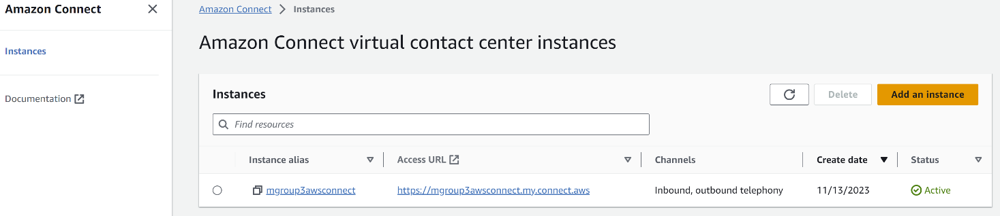 Amazon Connect
Instances
Documentation
Amazon Connect > Instances
Amazon Connect virtual contact center instances
Instances
Delete
Add an instance
Find resources
Instance alias Access URL Channels Create date Status
mgroup3awsconnect https://mgroup3awsconnect.my.connect.aws Inbound, outbound telephony 11/13/2023 Active